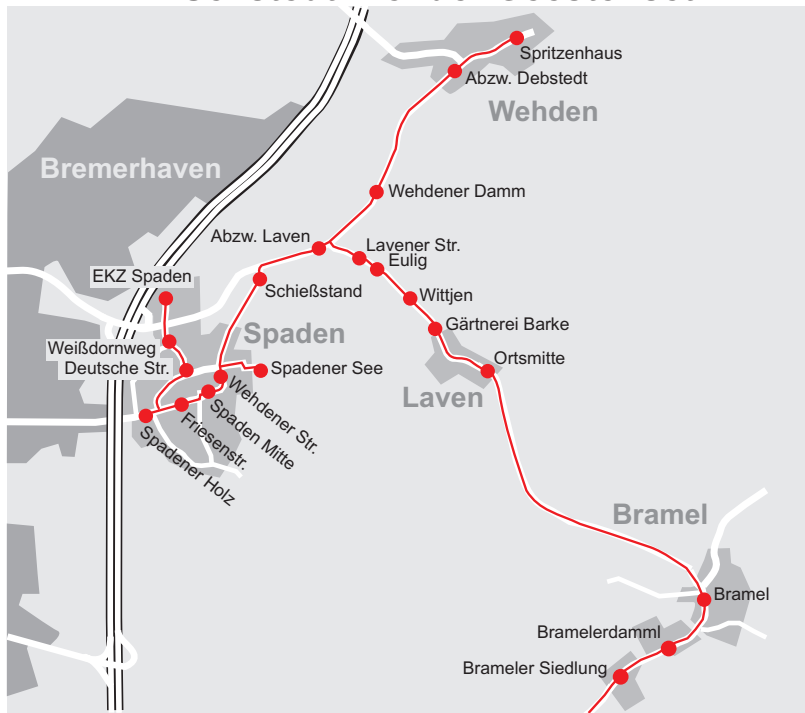 Spritzenhaus
Abzw. Debstedt
Wehden
Bremerhaven
Wehdener Damm
Abzw. Laven
Lavener Str.
Eulig
EKZ Spaden
Schießstand
Wittjen
Gärtnerei Barke
Spaden
Weißdornweg
Deutsche Str.
Spadener See
Ortsmitte
Laven
Wehdener Str.
Spaden Mitte
Friesenstr.
Spadener Holz
Bramel
Bramel
Bramelerdamml
Brameler Siedlung